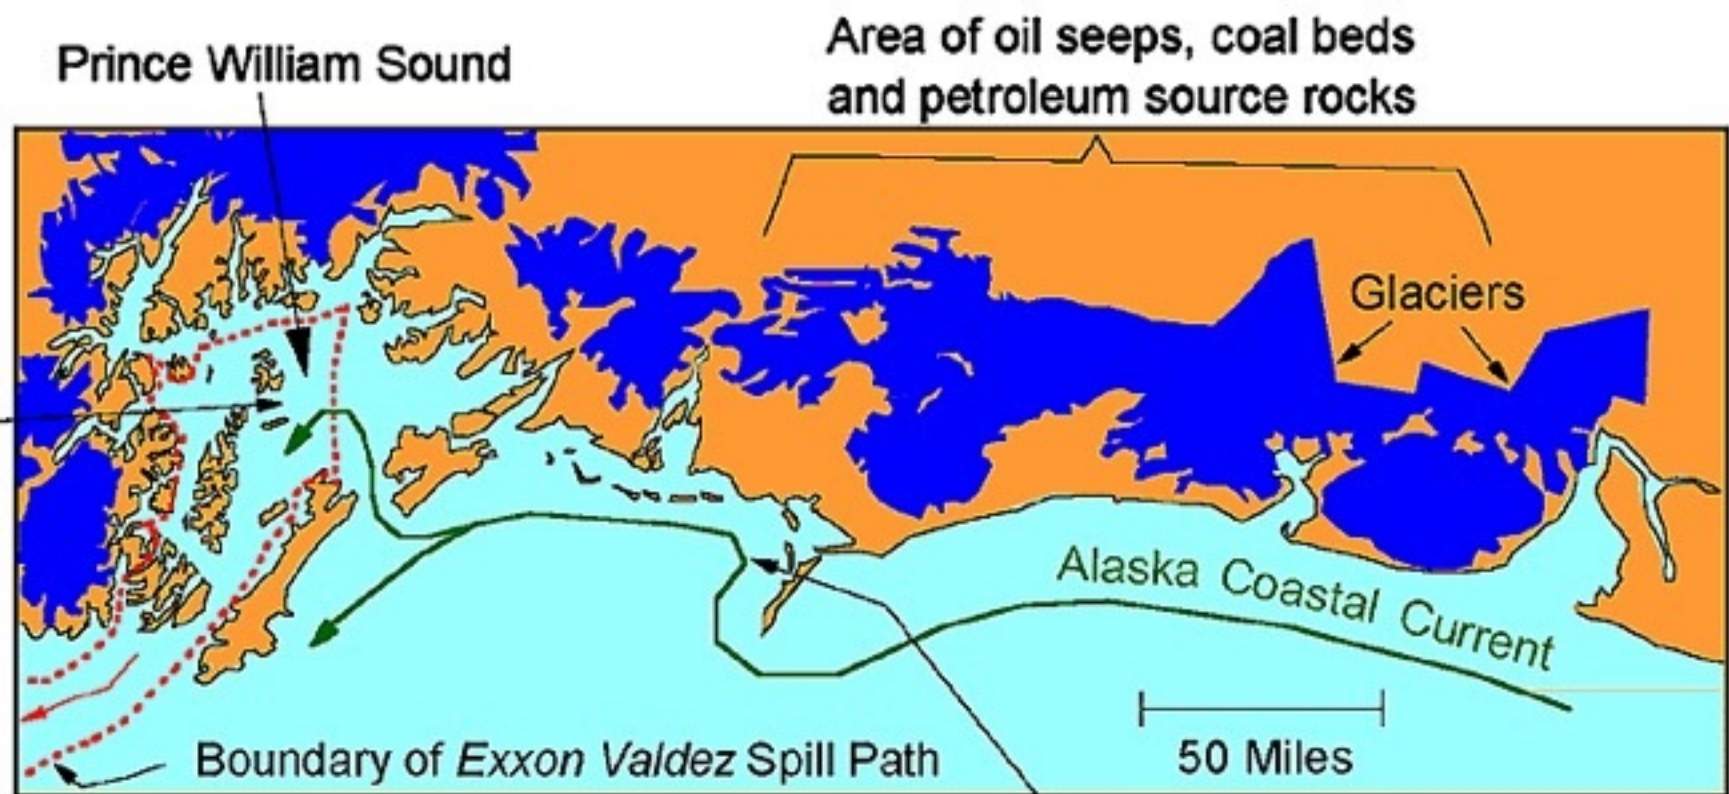 Prince William Sound
Area of oil seeps, coal beds
and petroleum source rocks
Glaciers
Alaska Coastal Current
50 Miles
Boundary of Exxon Valdez Spill Path